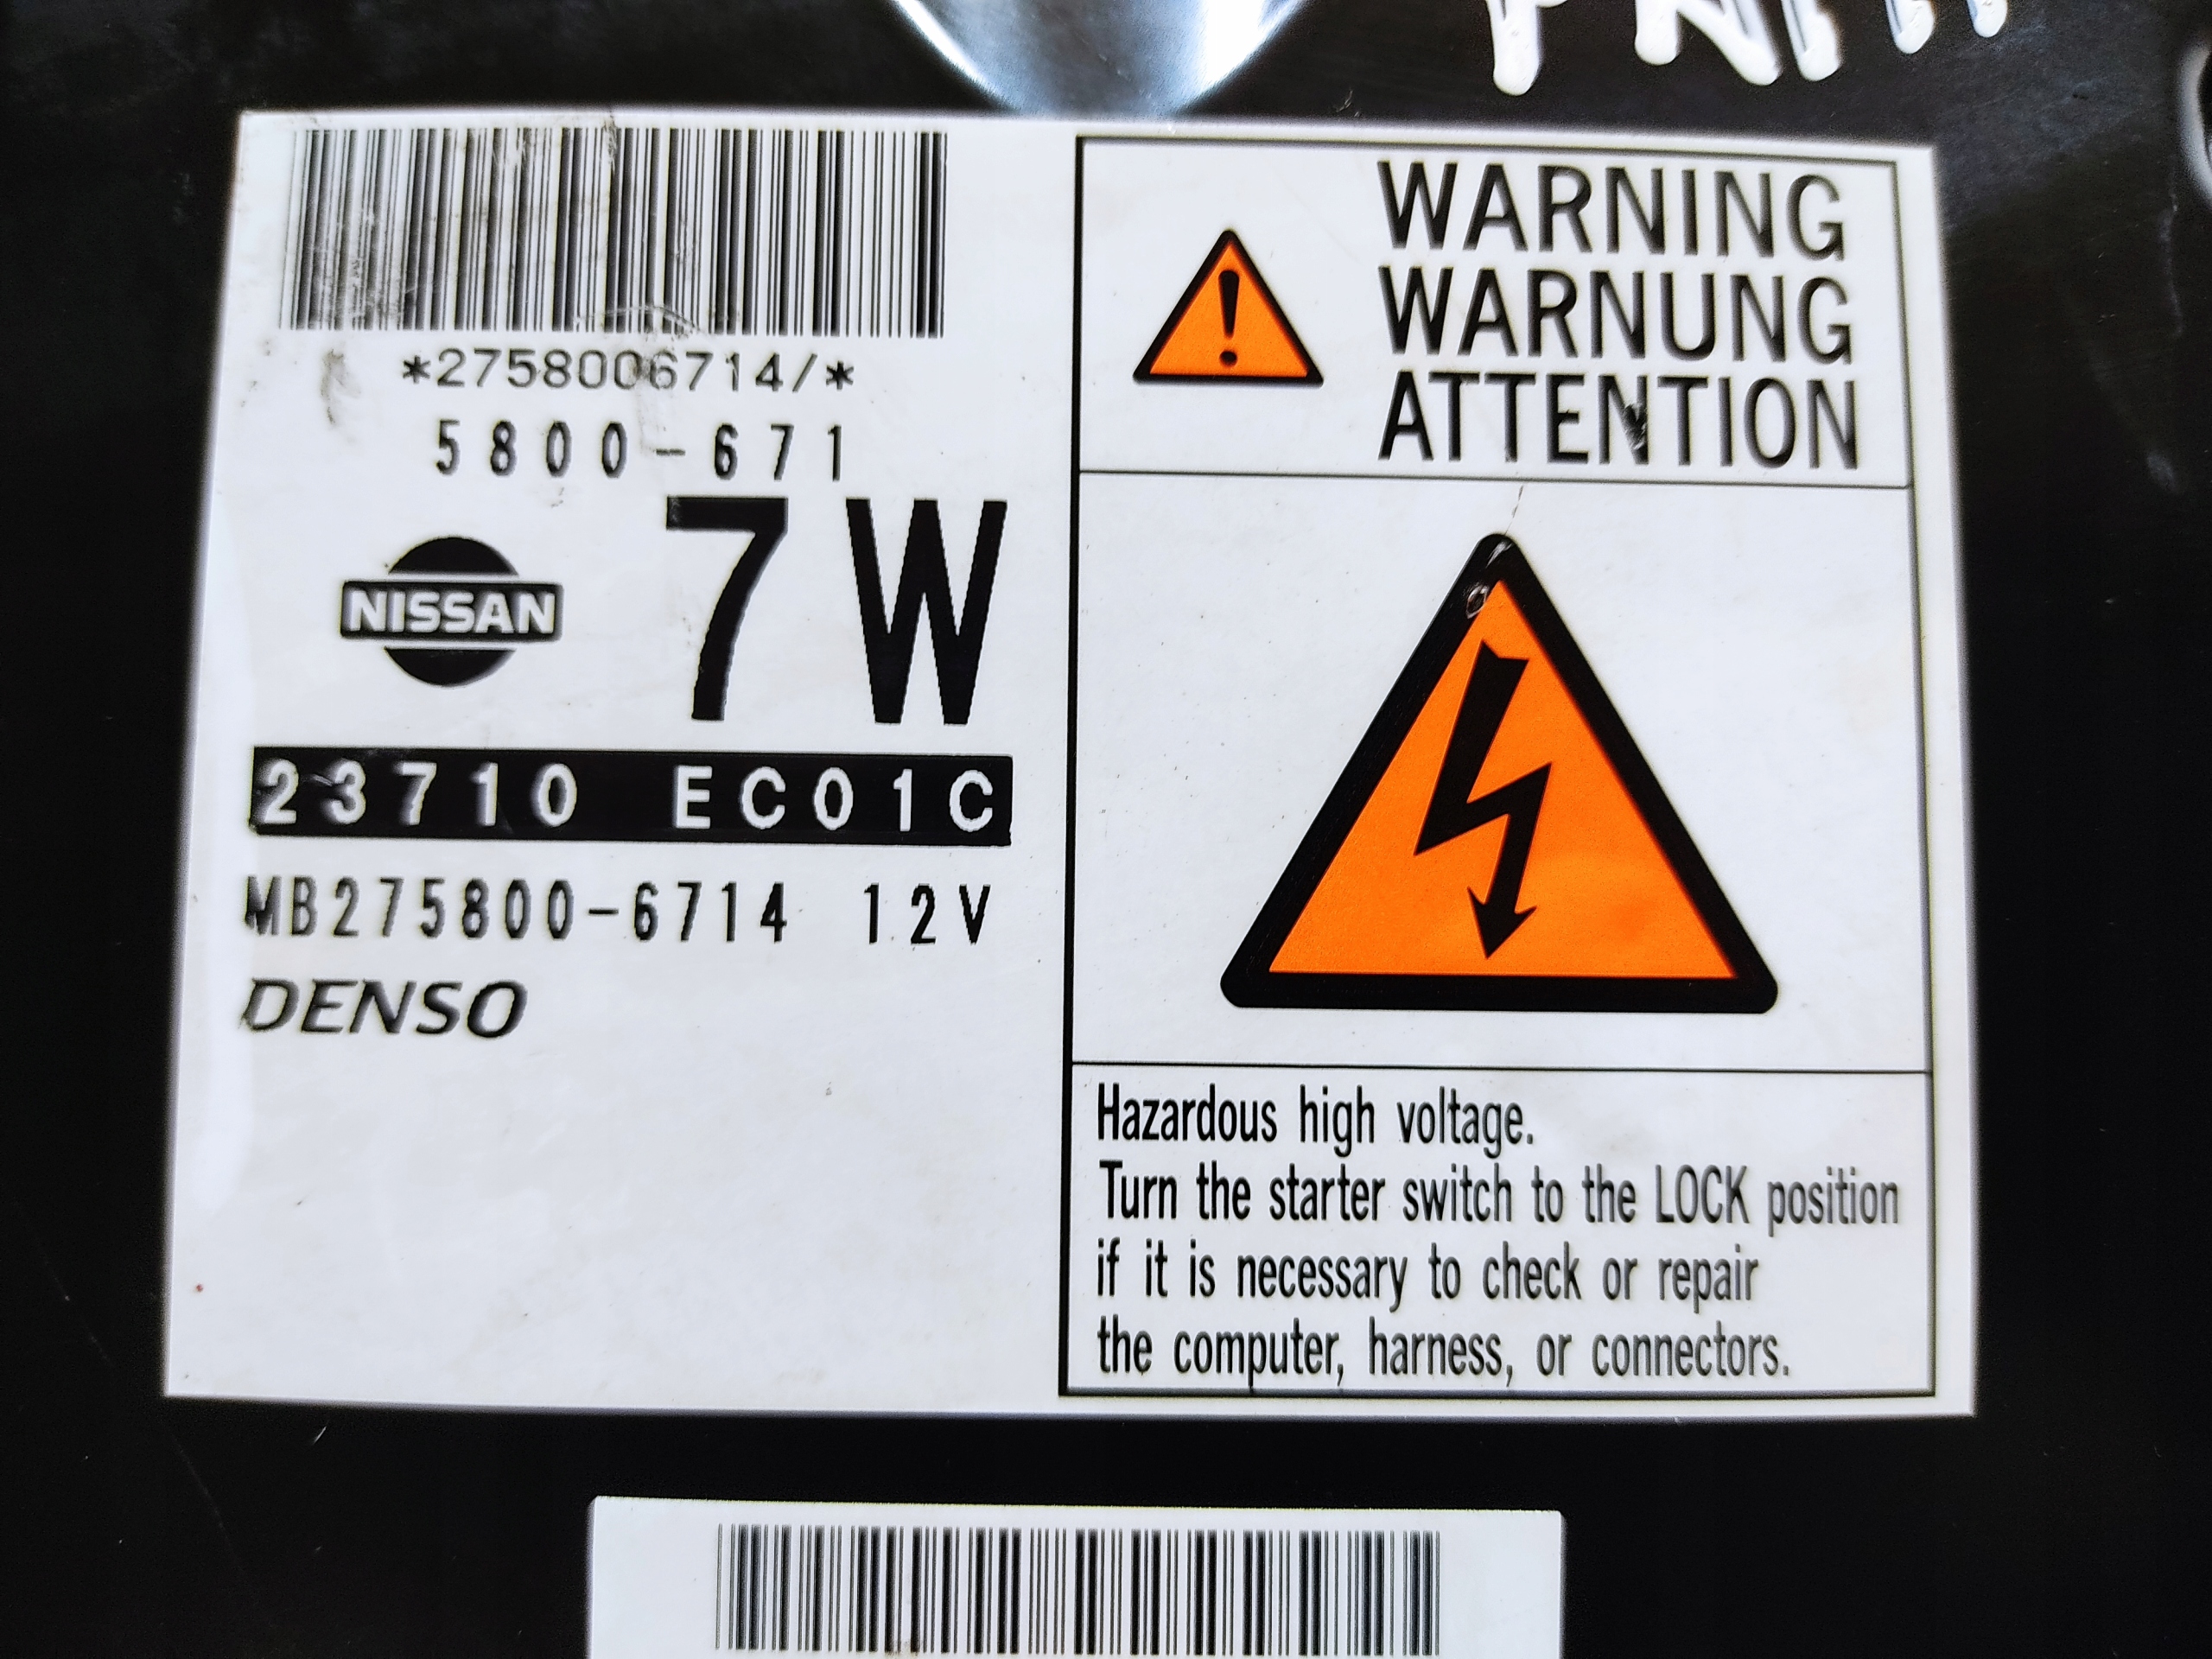 *2758006714/*
5800-671
NISSAN
7W
23710 EC01C
MB275800-6714 12V
DENSO
WARNING
WARNUNG
ATTENTION
Hazardous high voltage.
Turn the starter switch to the LOCK position
if it is necessary to check or repair
the computer, harness, or connectors.